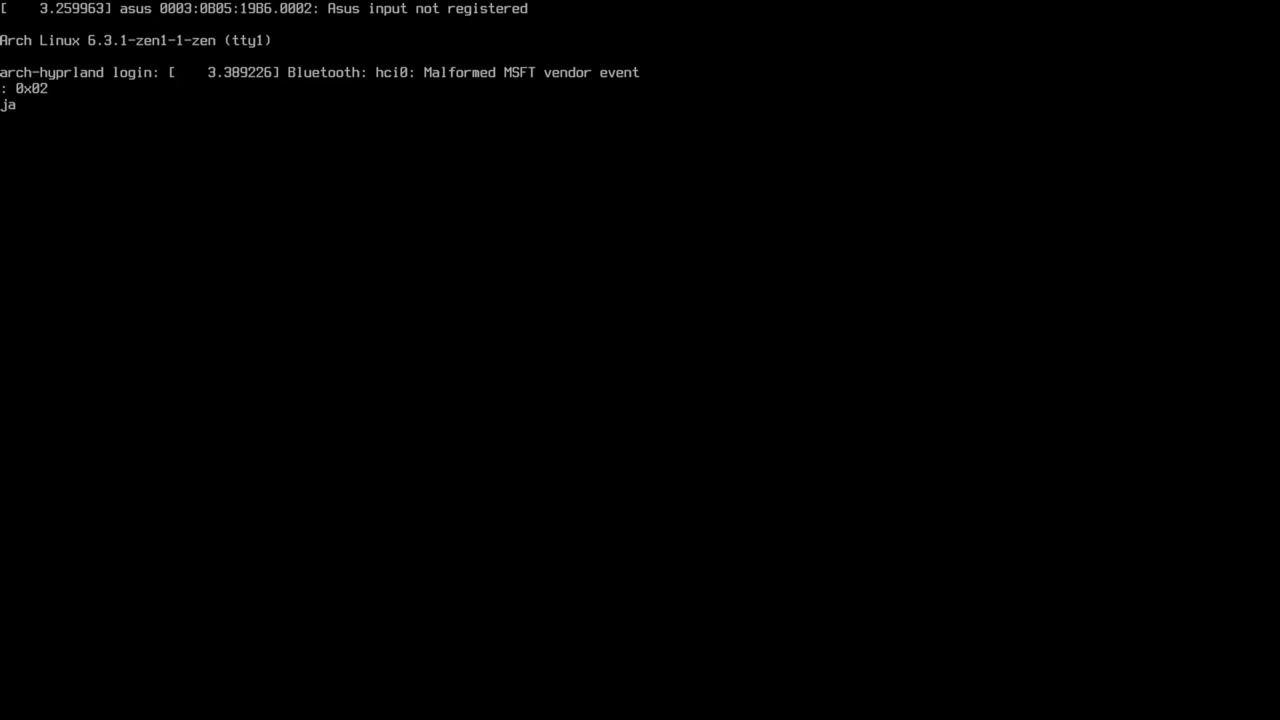 [    3.259963] asus 0003:0B05:19B6.0002: Asus input not registered
Arch Linux 6.3.1-zen1-1-zen (tty1)
arch-hyprland login: [    3.389226] Bluetooth: hci0: Malformed MSFT vendor event
: 0x02
ja